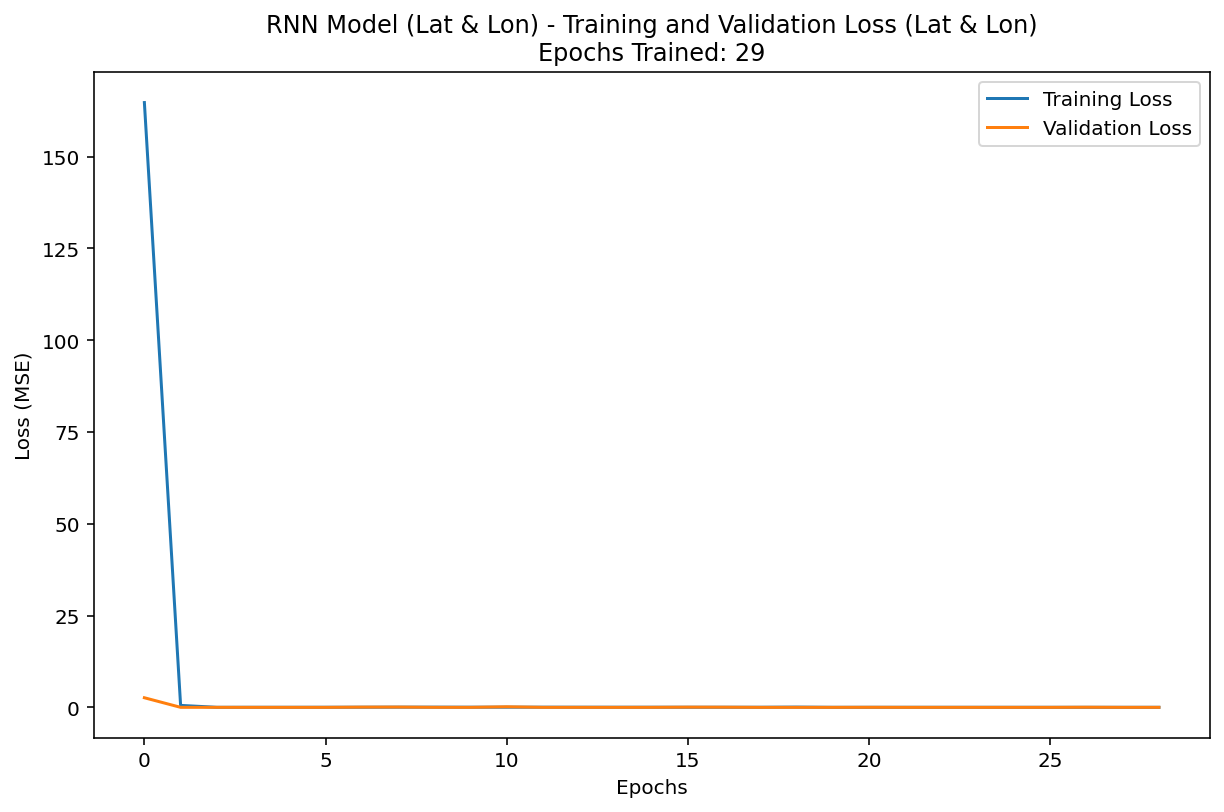 RNN Model (Lat & Lon) - Training and Validation Loss (Lat & Lon)
Epochs Trained: 29
Training Loss
Validation Loss
Loss (MSE)
150
125
100
75
50
25
0
0 5 10 15 20 25
Epochs